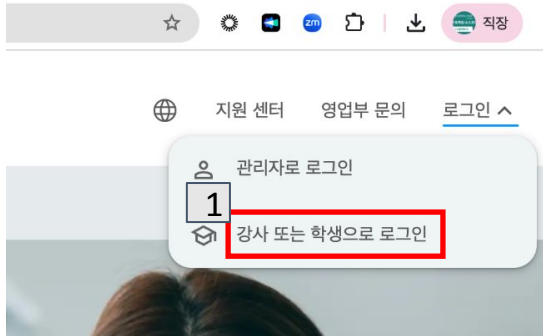 zm
직장
지원 센터 영업부 문의 로그인
관리자로 로그인
1
강사 또는 학생으로 로그인